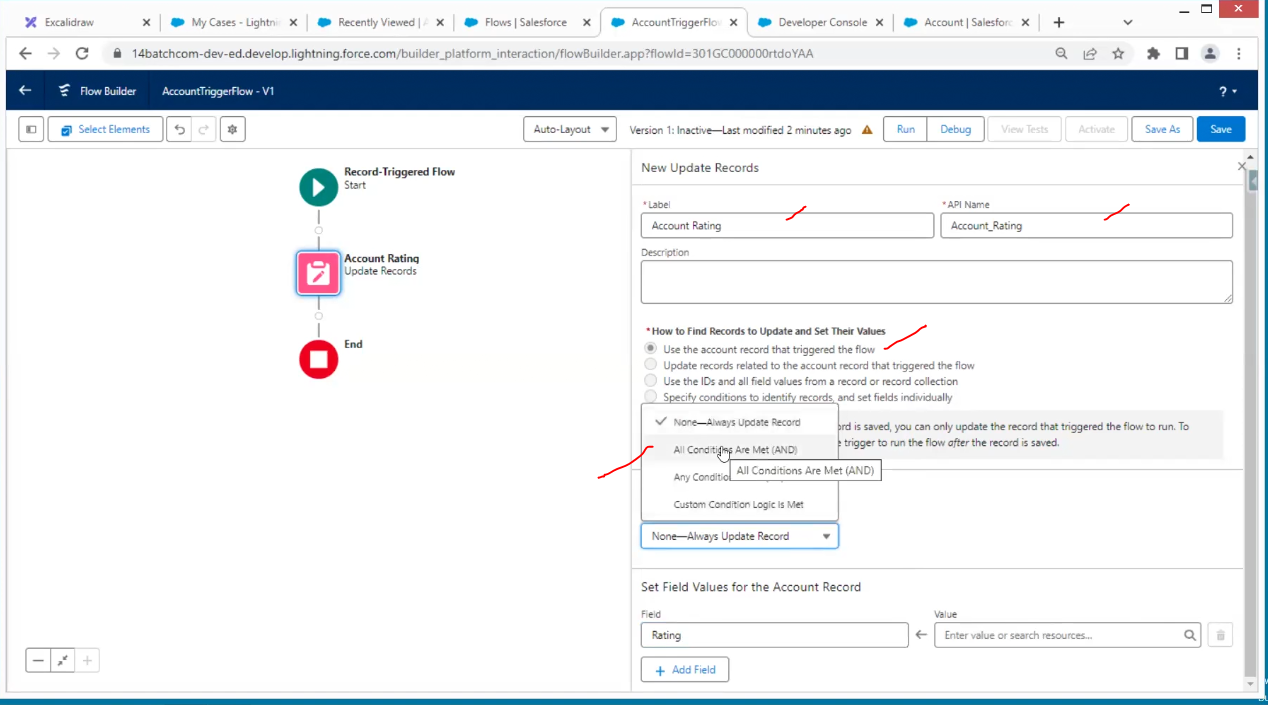 Excalidraw
My Cases - Lightni
Recently Viewed | A
Flows | Salesforce
AccountTriggerFlo
Developer Console
Account | Salesforc
14batchcom-dev-ed.develop.lightning.force.com/builder_platform_interaction/flowBuilder.app?flowId=301GC000000rtdoYAA
Flow Builder
AccountTriggerFlow - V1
?
Select Elements
Auto-Layout
Version 1: Inactive—Last modified 2 minutes ago
Run
Debug
View Tests
Activate
Save As
Save
Record-Triggered Flow
Start
Account Rating
Update Records
End
New Update Records
* Label
Account Rating
* API Name
Account_Rating
Description
* How to Find Records to Update and Set Their Values
Use the account record that triggered the flow
Update records related to the account record that triggered the flow
Use the IDs and all field values from a record or record collection
Specify conditions to identify records, and set fields individually
ord is saved, you can only update the record that triggered the flow to run. To
e trigger to run the flow after the record is saved.
None—Always Update Record
All Conditions Are Met (AND)
All Conditions Are Met (AND)
Any Conditio
Custom Condition Logic Is Met
None—Always Update Record
Set Field Values for the Account Record
Field
Rating
Value
Enter value or search resources...
+ Add Field